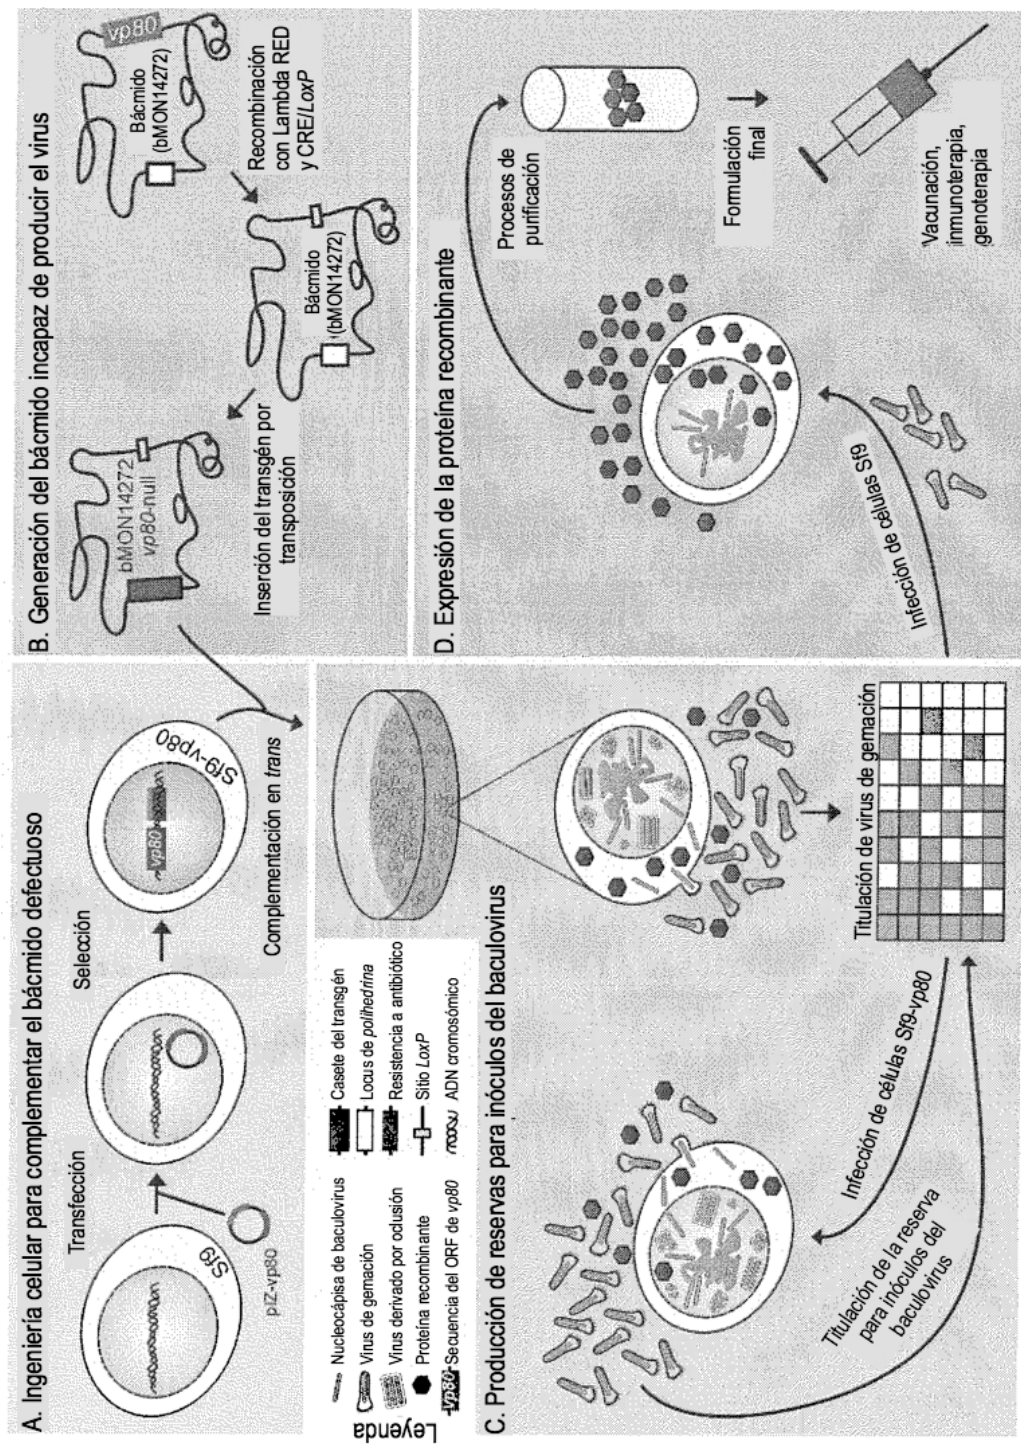 A. Ingeniería celular para complementar el bácmido defectuoso
Transfección
Selección
Sf9
pIZ-vp80
vp80
Sf9-vp80
Complementación en trans
B. Generación del bácmido incapaz de producir el virus
vp80
Bácmido
(bMON14272)
Recombinación
con Lambda RED
y CRE/LoxP
Bácmido
(bMON14272)
Inserción del transgén por
transposición
bMON14272
vp80-null
Leyenda
Nucleocápisa de baculovirus
Virus de gemación
Virus derivado por oclusión
Proteína recombinante
vp80
Secuencia del ORF de vp80
Casete del transgén
Locus de polihedrina
Resistencia a antibiótico
Sitio LoxP
ADN cromosómico
C. Producción de reservas para inóculos del baculovirus
Titulación de virus de gemación
Infección de células Sf9-vp80
Titulación de la reserva
para inóculos del
baculovirus
D. Expresión de la proteína recombinante
Infección de células Sf9
Procesos de
purificación
Formulación
final
Vacunación,
inmunoterapia,
genoterapia